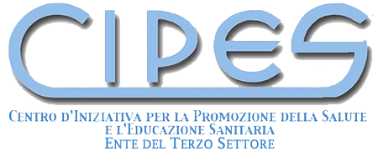 CIPES
CENTRO D'INIZIATIVA PER LA PROMOZIONE DELLA SALUTE
E L'EDUCAZIONE SANITARIA
ENTE DEL TERZO SETTORE